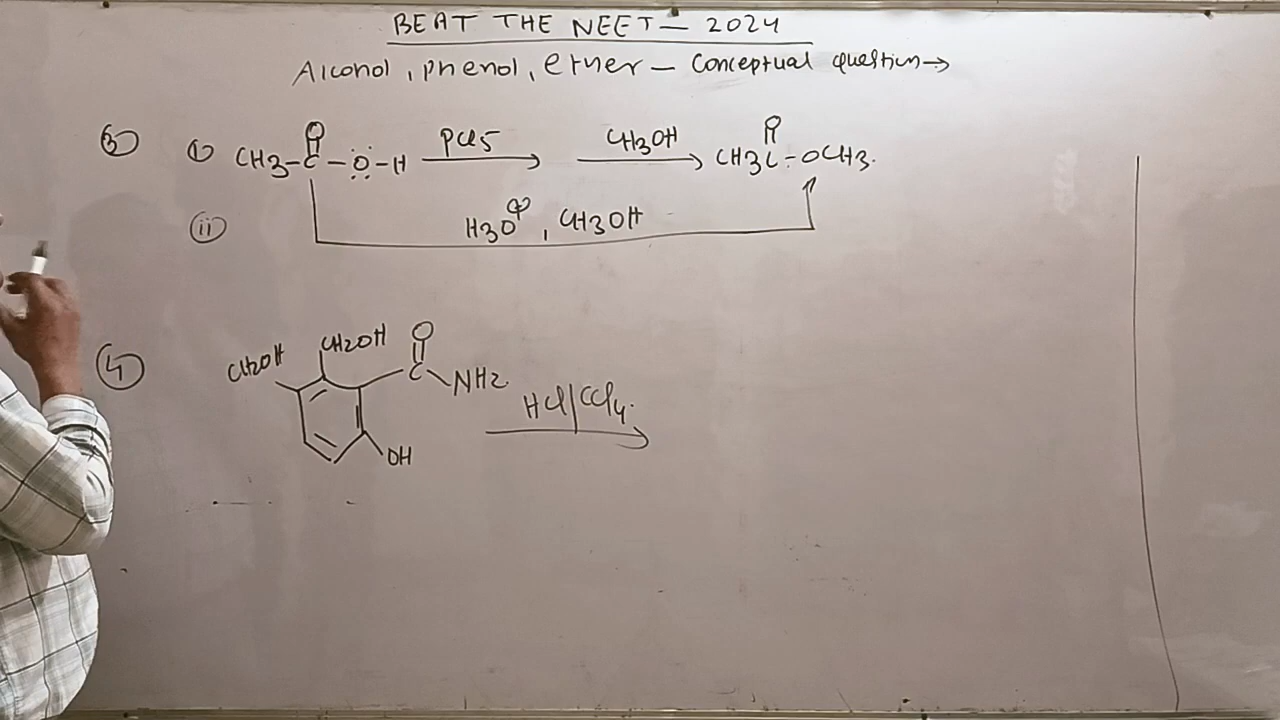 BEAT THE NEET — 2024
Alcohol, phenol, ether — Conceptual question →
③ ① CH3-C(=O)-O-H PCl5 → CH3OH → CH3C(=O)-OCH3.
ⅱ H3O⊕, CH3OH
④ CH2OH CH2OH O C NH2 HCl/CCl4.
OH